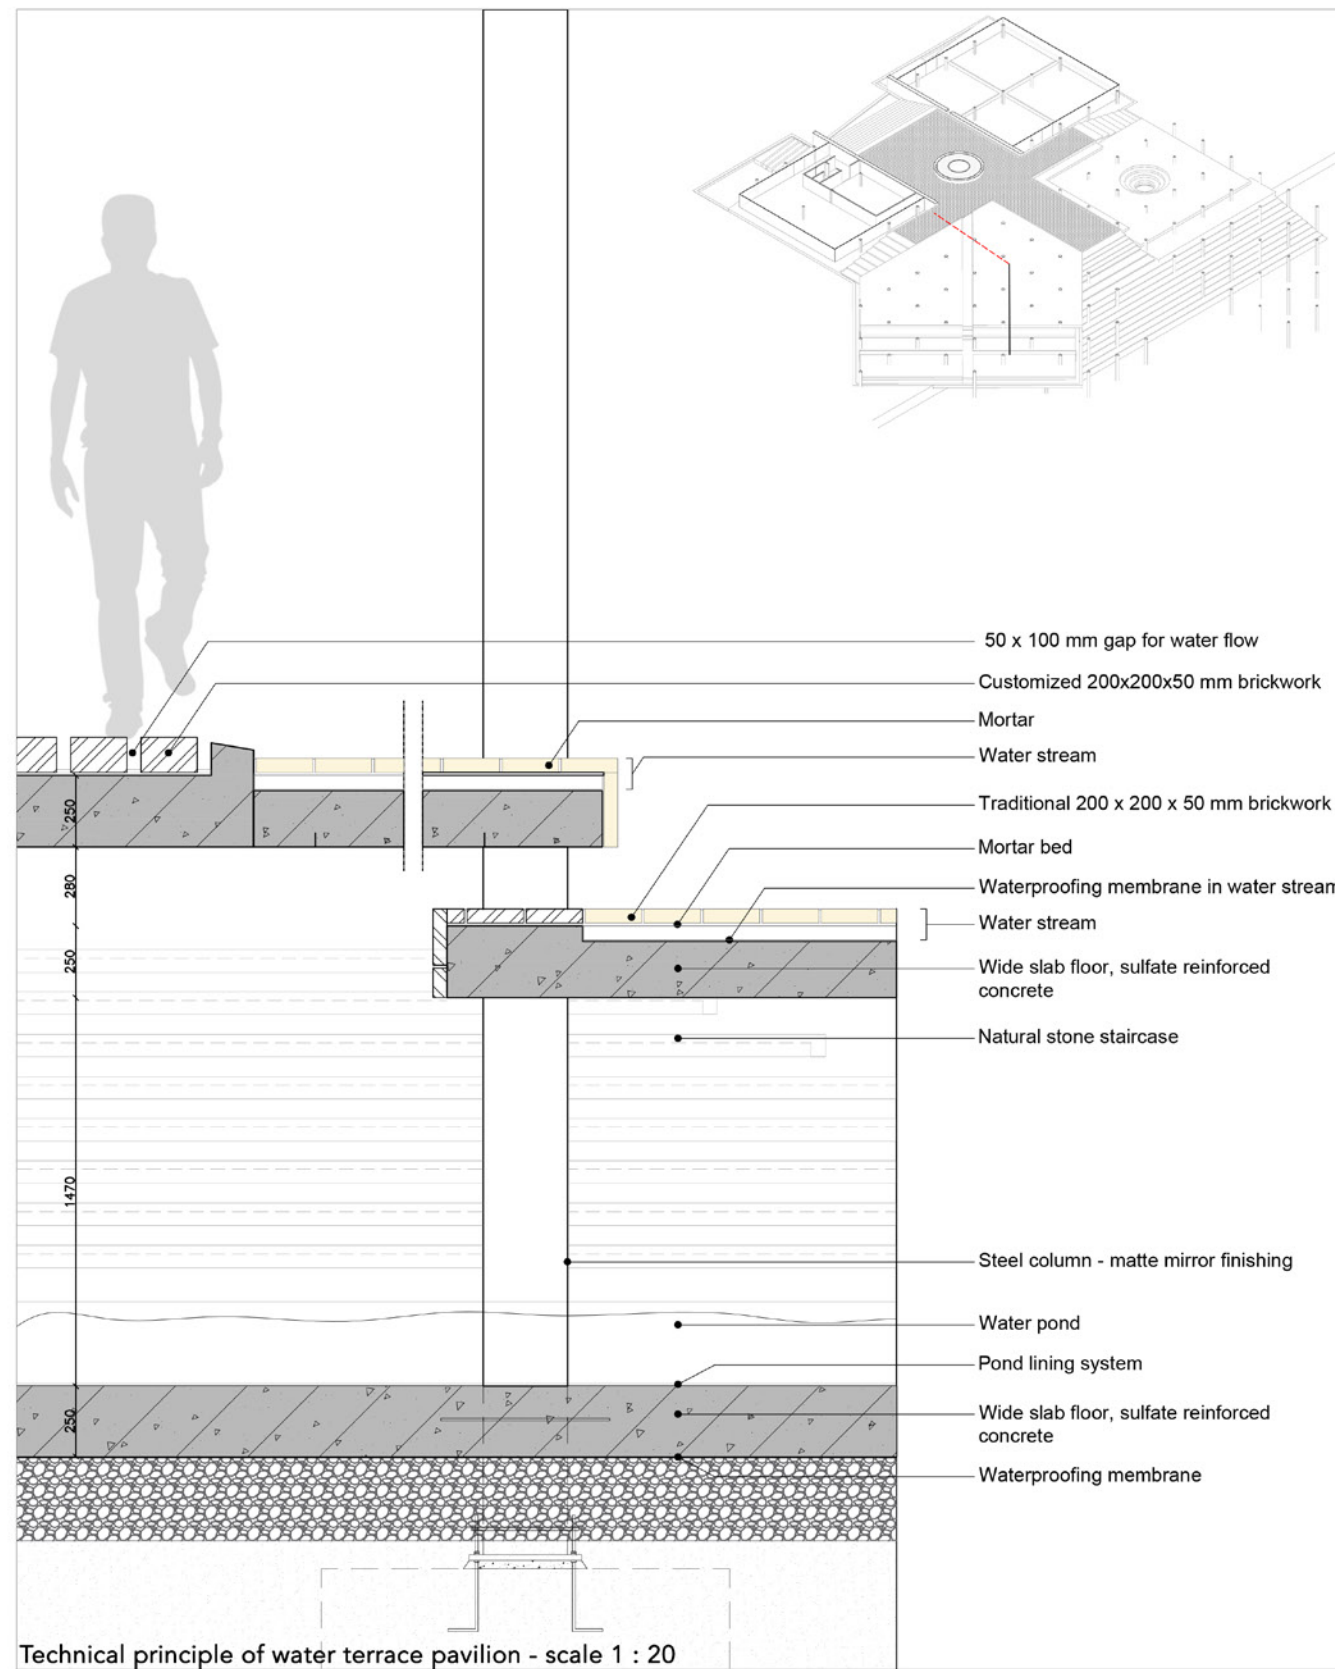 50 x 100 mm gap for water flow
Customized 200x200x50 mm brickwork
Mortar
Water stream
Traditional 200 x 200 x 50 mm brickwork
Mortar bed
Waterproofing membrane in water stream
Water stream
Wide slab floor, sulfate reinforced
concrete
Natural stone staircase
Steel column - matte mirror finishing
Water pond
Pond lining system
Wide slab floor, sulfate reinforced
concrete
Waterproofing membrane
250
280
250
1470
250
Technical principle of water terrace pavilion - scale 1 : 20